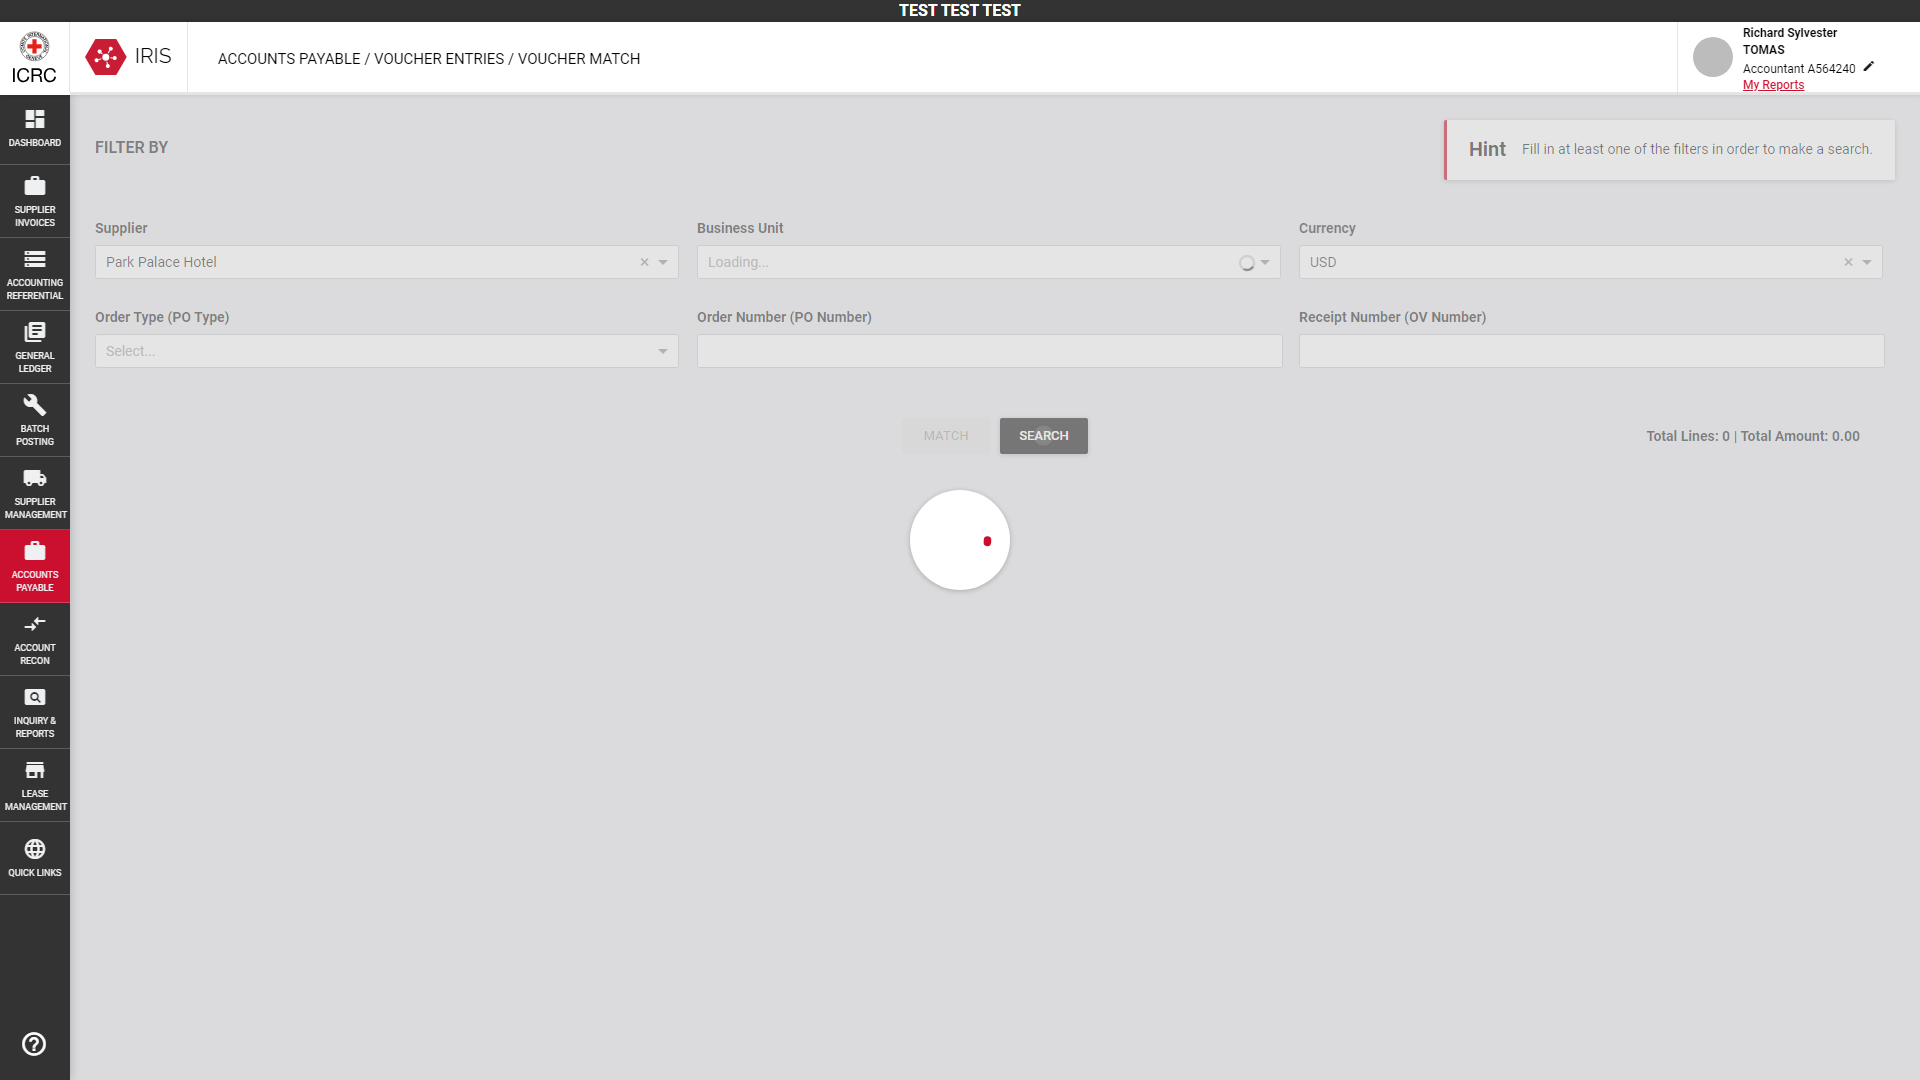 TEST TEST TEST
ICRC
IRIS
ACCOUNTS PAYABLE / VOUCHER ENTRIES / VOUCHER MATCH
Richard Sylvester
TOMAS
Accountant A564240
My Reports
DASHBOARD
SUPPLIER
INVOICES
ACCOUNTING
REFERENTIAL
GENERAL
LEDGER
BATCH
POSTING
SUPPLIER
MANAGEMENT
ACCOUNTS
PAYABLE
ACCOUNT
RECON
INQUIRY &
REPORTS
LEASE
MANAGEMENT
QUICK LINKS
FILTER BY
Hint Fill in at least one of the filters in order to make a search.
Supplier
Park Palace Hotel
Business Unit
Loading...
Currency
USD
Order Type (PO Type)
Select...
Order Number (PO Number)
Receipt Number (OV Number)
MATCH
SEARCH
Total Lines: 0 | Total Amount: 0.00